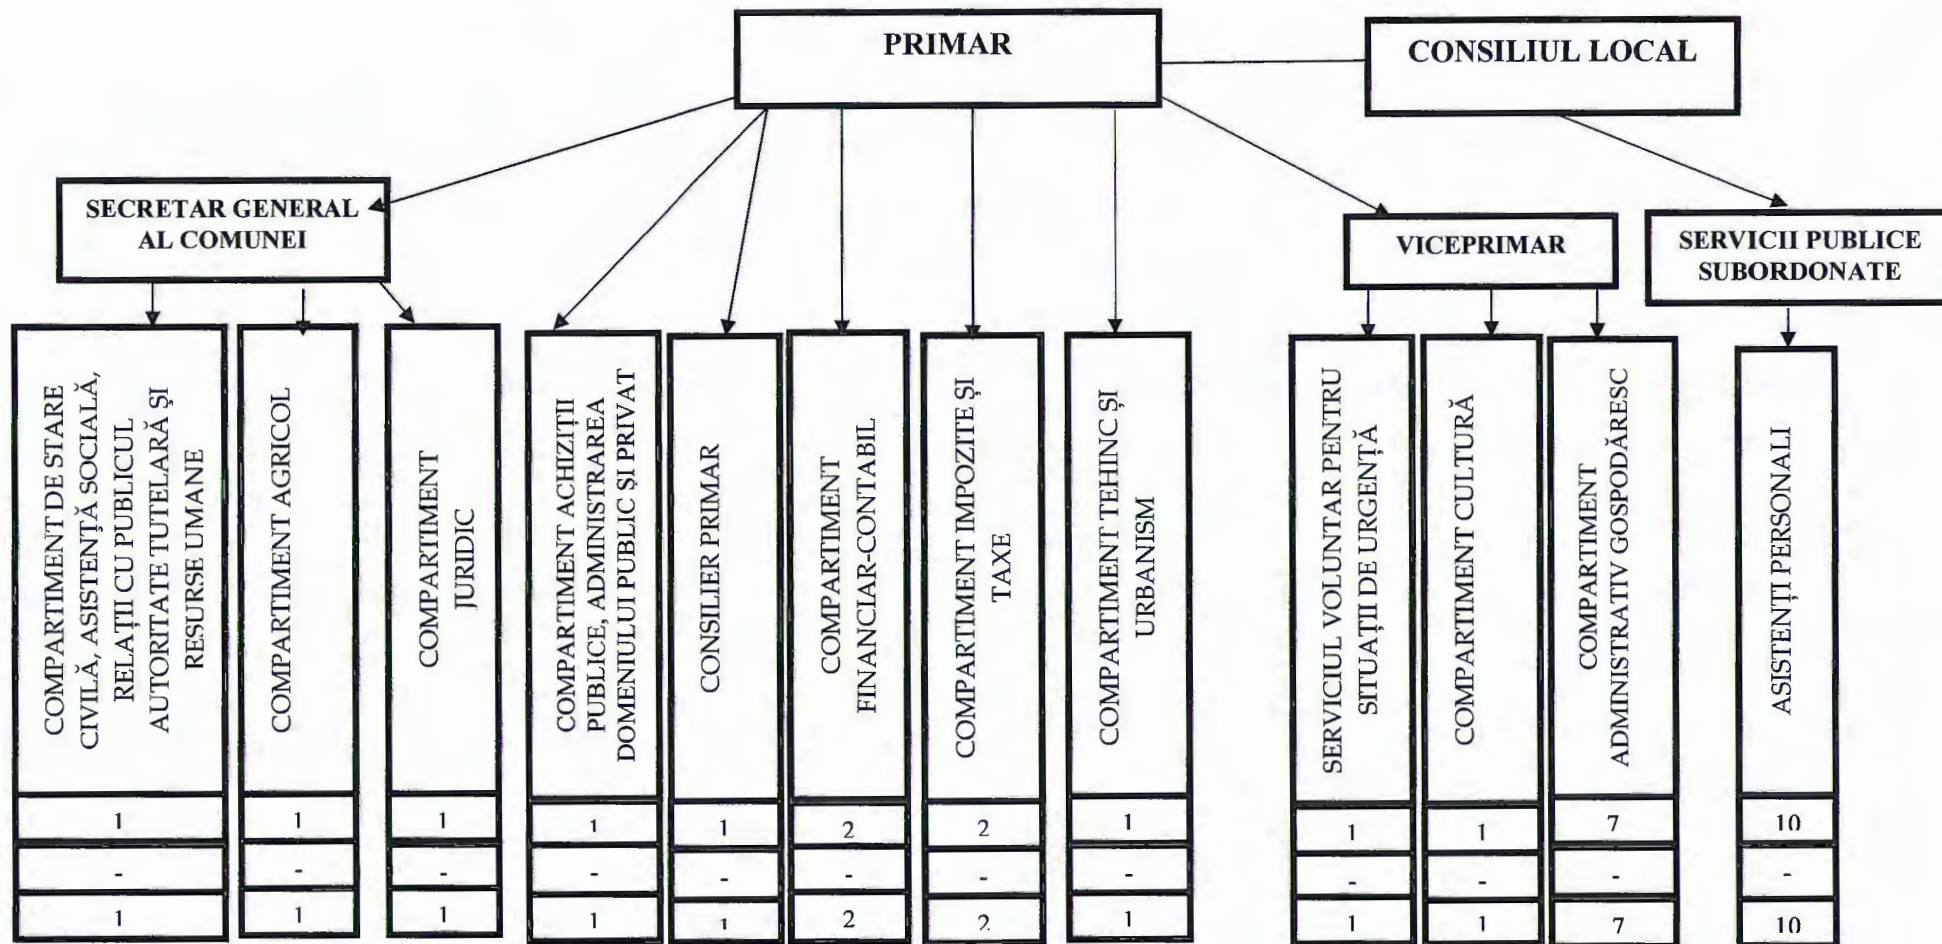 PRIMAR
CONSILIUL LOCAL
SECRETAR GENERAL
AL COMUNEI
VICEPRIMAR
SERVICII PUBLICE
SUBORDONATE
COMPARTIMENT DE STARE
CIVILĂ, ASISTENȚĂ SOCIALĂ,
RELAȚII CU PUBLICUL
AUTORITATE TUTELARĂ ȘI
RESURSE UMANE
1
-
1
COMPARTIMENT AGRICOL
1
-
1
COMPARTIMENT
JURIDIC
1
-
1
COMPARTIMENT ACHIZIȚII
PUBLICE, ADMINISTRAREA
DOMENIULUI PUBLIC ȘI PRIVAT
1
-
1
CONSILIER PRIMAR
1
-
1
COMPARTIMENT
FINANCIAR-CONTABIL
2
-
2
COMPARTIMENT IMPOZITE ȘI
TAXE
2
-
2
COMPARTIMENT TEHINC ȘI
URBANISM
1
-
1
SERVICIUL VOLUNTAR PENTRU
SITUAȚII DE URGENȚĂ
1
-
1
COMPARTIMENT CULTURĂ
1
-
1
COMPARTIMENT
ADMINISTRATIV GOSPODĂRESC
7
-
7
ASISTENȚI PERSONALI
10
-
10